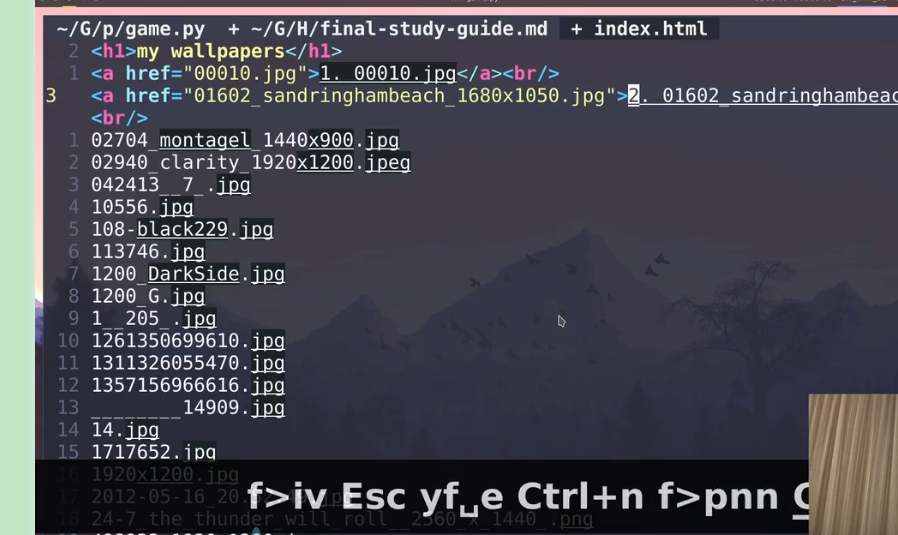 ~/G/p/game.py + ~/G/H/final-study-guide.md + index.html
2 <h1>my wallpapers</h1>
1 <a href="00010.jpg">1. 00010.jpg</a><br/>
3 <a href="01602_sandringhambeach_1680x1050.jpg">2. 01602_sandringhambeac
<br/>
1 02704_montagel_1440x900.jpg
2 02940_clarity_1920x1200.jpeg
3 042413__7_.jpg
4 10556.jpg
5 108-black229.jpg
6 113746.jpg
7 1200_DarkSide.jpg
8 1200_G.jpg
9 1__205_.jpg
10 1261350699610.jpg
11 1311326055470.jpg
12 1357156966616.jpg
13 ________14909.jpg
14 14.jpg
15 1717652.jpg
16 1920x1200.jpg
17 2012-05-16_20.
f>iv Esc yf␣e Ctrl+n f>pnn
18 24-7_the_thunder_will_roll__2560_x_1440_.png